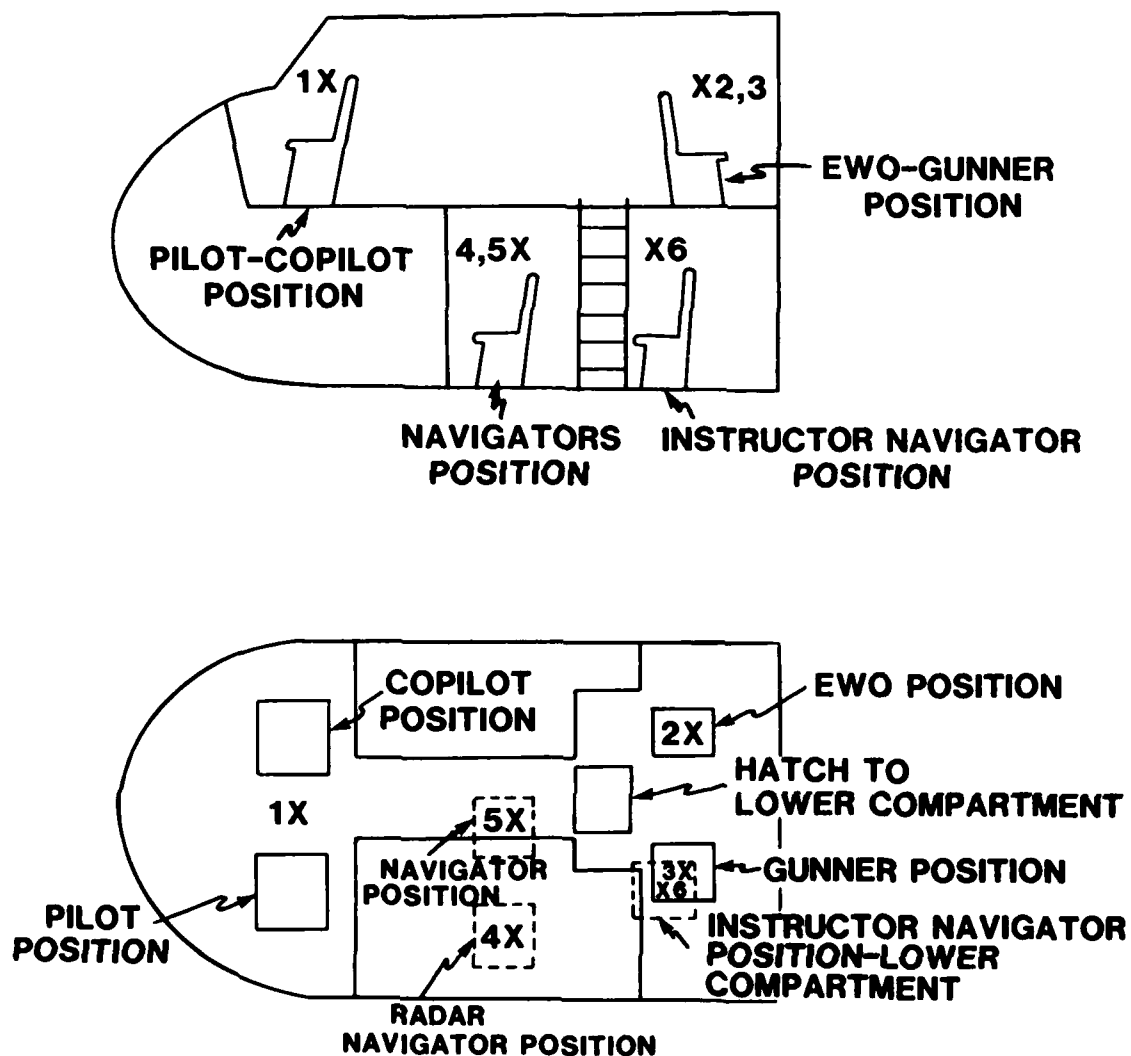 1X
X2,3
EWO-GUNNER
POSITION
PILOT-COPILOT
POSITION
4,5X
X6
NAVIGATORS
POSITION
INSTRUCTOR NAVIGATOR
POSITION
COPILOT
POSITION
EWO POSITION
2X
HATCH TO
LOWER COMPARTMENT
1X
5X
NAVIGATOR
POSITION
3X
X6
GUNNER POSITION
PILOT
POSITION
4X
INSTRUCTOR NAVIGATOR
POSITION-LOWER
COMPARTMENT
RADAR
NAVIGATOR POSITION